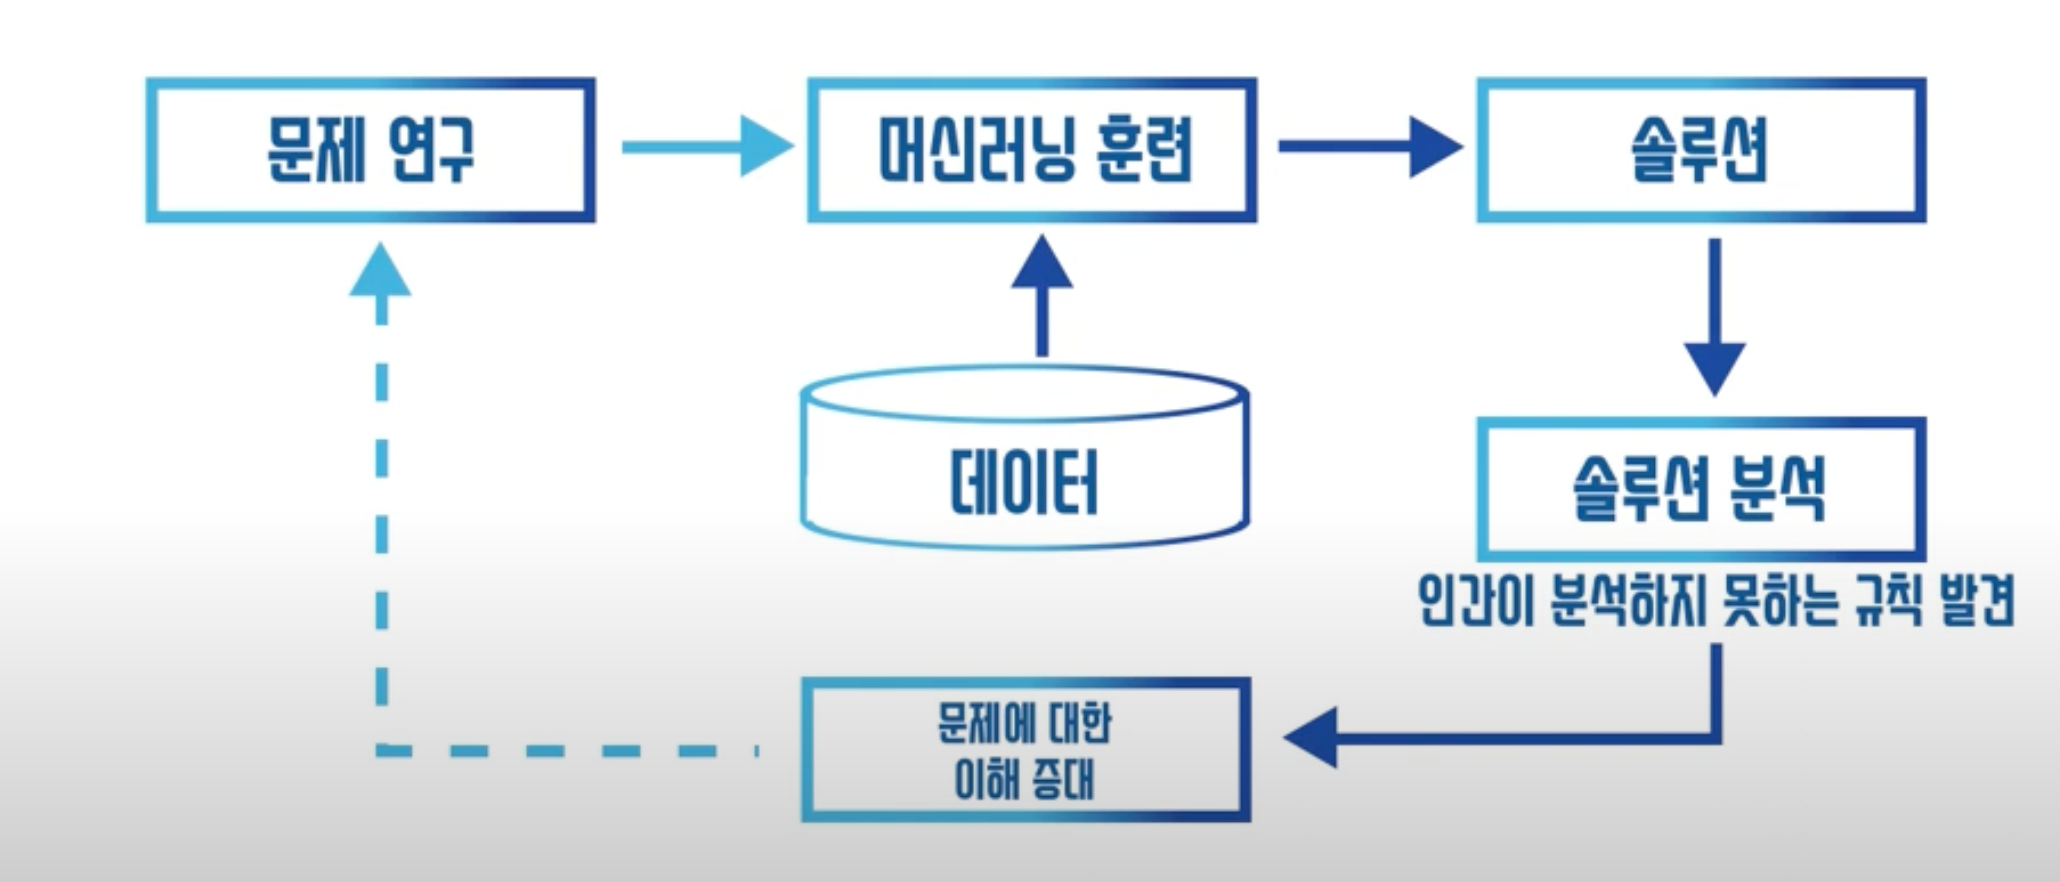 문제 연구
머신러닝 훈련
솔루션
데이터
솔루션 분석
인간이 분석하지 못하는 규칙 발견
문제에 대한
이해 증대